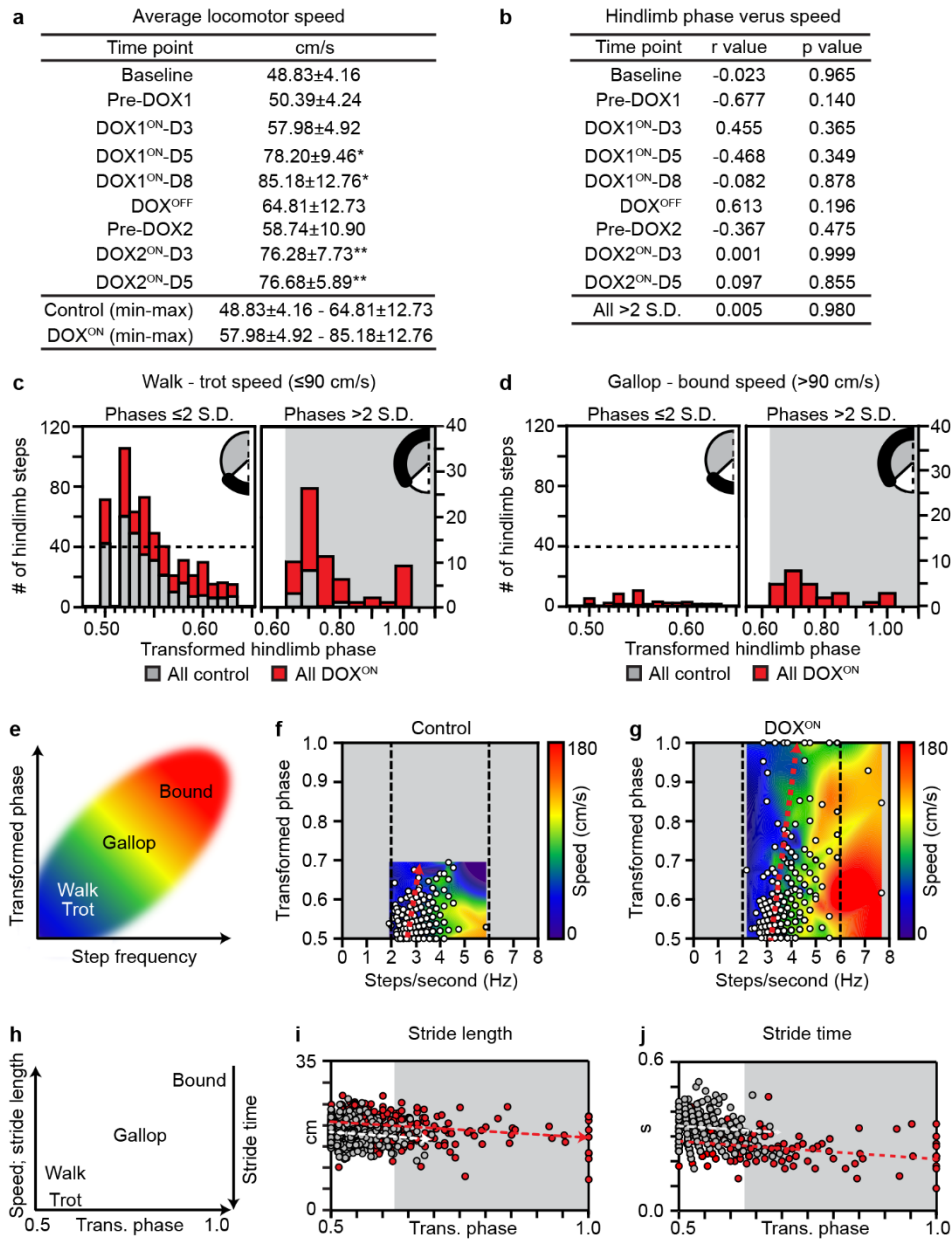 a Average locomotor speed
Time point cm/s
Baseline 48.83±4.16
Pre-DOX1 50.39±4.24
DOX1ON-D3 57.98±4.92
DOX1ON-D5 78.20±9.46*
DOX1ON-D8 85.18±12.76*
DOXOFF 64.81±12.73
Pre-DOX2 58.74±10.90
DOX2ON-D3 76.28±7.73**
DOX2ON-D5 76.68±5.89**
Control (min-max) 48.83±4.16 - 64.81±12.73
DOXON (min-max) 57.98±4.92 - 85.18±12.76
b Hindlimb phase versus speed
Time point r value p value
Baseline -0.023 0.965
Pre-DOX1 -0.677 0.140
DOX1ON-D3 0.455 0.365
DOX1ON-D5 -0.468 0.349
DOX1ON-D8 -0.082 0.878
DOXOFF 0.613 0.196
Pre-DOX2 -0.367 0.475
DOX2ON-D3 0.001 0.999
DOX2ON-D5 0.097 0.855
All >2 S.D. 0.005 0.980
c Walk - trot speed (≤90 cm/s)
Phases ≤2 S.D. Phases >2 S.D.
# of hindlimb steps
120
80
40
0
40
30
20
10
0
0.50 0.60 0.60 0.80 1.00
Transformed hindlimb phase
All control All DOXON
d Gallop - bound speed (>90 cm/s)
Phases ≤2 S.D. Phases >2 S.D.
# of hindlimb steps
120
80
40
0
40
30
20
10
0
0.50 0.60 0.60 0.80 1.00
Transformed hindlimb phase
All control All DOXON
e
Transformed phase
Bound
Gallop
Walk
Trot
Step frequency
f Control
Transformed phase
1.0
0.9
0.8
0.7
0.6
0.5
0 1 2 3 4 5 6 7 8
Steps/second (Hz)
180
Speed (cm/s)
0
g DOXON
Transformed phase
1.0
0.9
0.8
0.7
0.6
0.5
0 1 2 3 4 5 6 7 8
Steps/second (Hz)
180
Speed (cm/s)
0
h
Speed; stride length
Bound
Gallop
Walk
Trot
Stride time
0.5 Trans. phase 1.0
i Stride length
35
cm
0
0.5 Trans. phase 1.0
j Stride time
0.6
s
0.0
0.5 Trans. phase 1.0